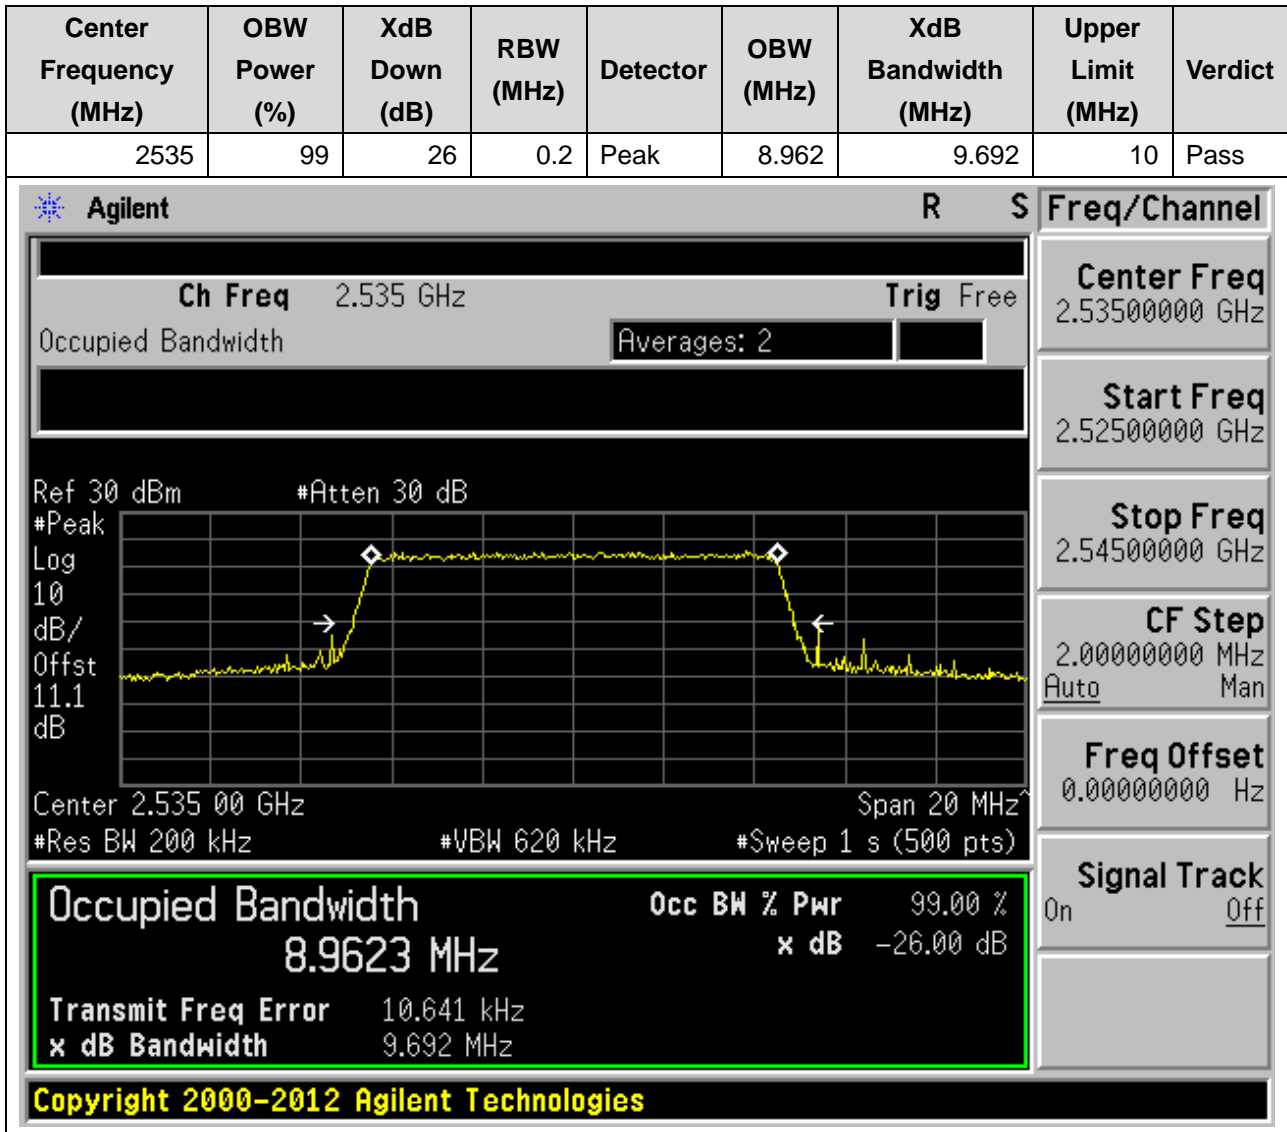 Center Frequency (MHz) OBW Power (%) XdB Down (dB) RBW (MHz) Detector OBW (MHz) XdB Bandwidth (MHz) Upper Limit (MHz) Verdict
2535 99 26 0.2 Peak 8.962 9.692 10 Pass
Agilent R S Freq/Channel
Ch Freq 2.535 GHz Trig Free
Occupied Bandwidth Averages: 2
Center Freq
2.53500000 GHz
Start Freq
2.52500000 GHz
Stop Freq
2.54500000 GHz
CF Step
2.00000000 MHz
Auto Man
Freq Offset
0.00000000 Hz
Signal Track
On Off
Ref 30 dBm #Atten 30 dB
#Peak
Log
10
dB/
Offst
11.1
dB
Center 2.535 00 GHz Span 20 MHz^
#Res BW 200 kHz #VBW 620 kHz #Sweep 1 s (500 pts)
Occupied Bandwidth Occ BW % Pwr 99.00 %
8.9623 MHz x dB -26.00 dB
Transmit Freq Error 10.641 kHz
x dB Bandwidth 9.692 MHz
Copyright 2000-2012 Agilent Technologies